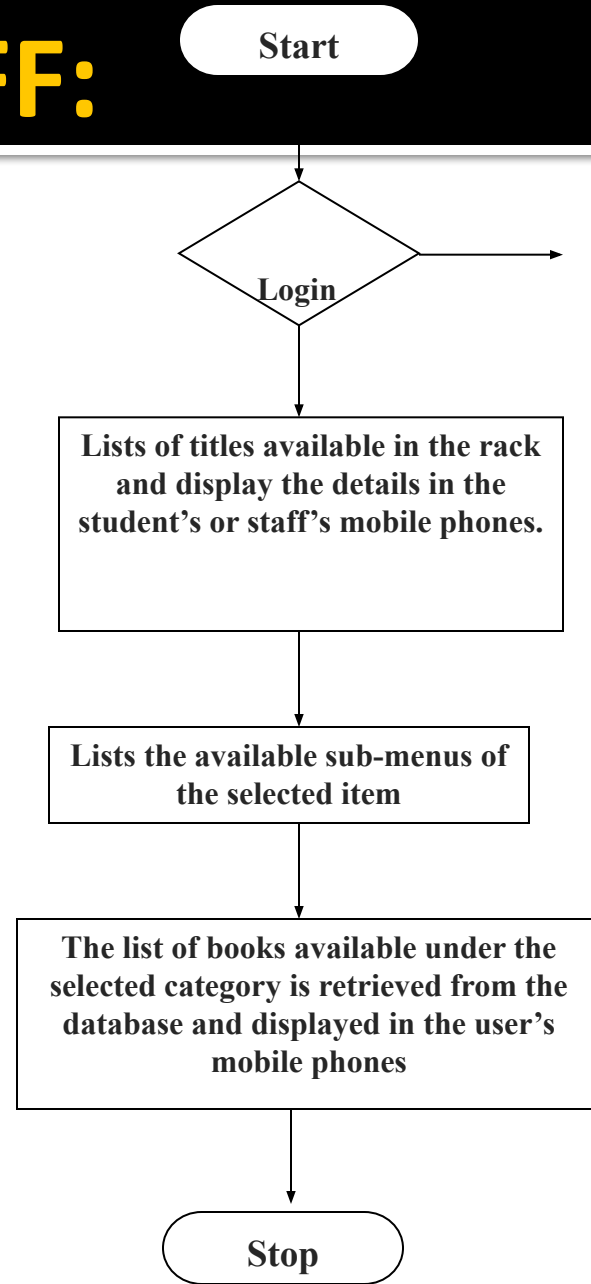 Start
FF:
Login
Lists of titles available in the rack
and display the details in the
student’s or staff’s mobile phones.
Lists the available sub-menus of
the selected item
The list of books available under the
selected category is retrieved from the
database and displayed in the user’s
mobile phones
Stop